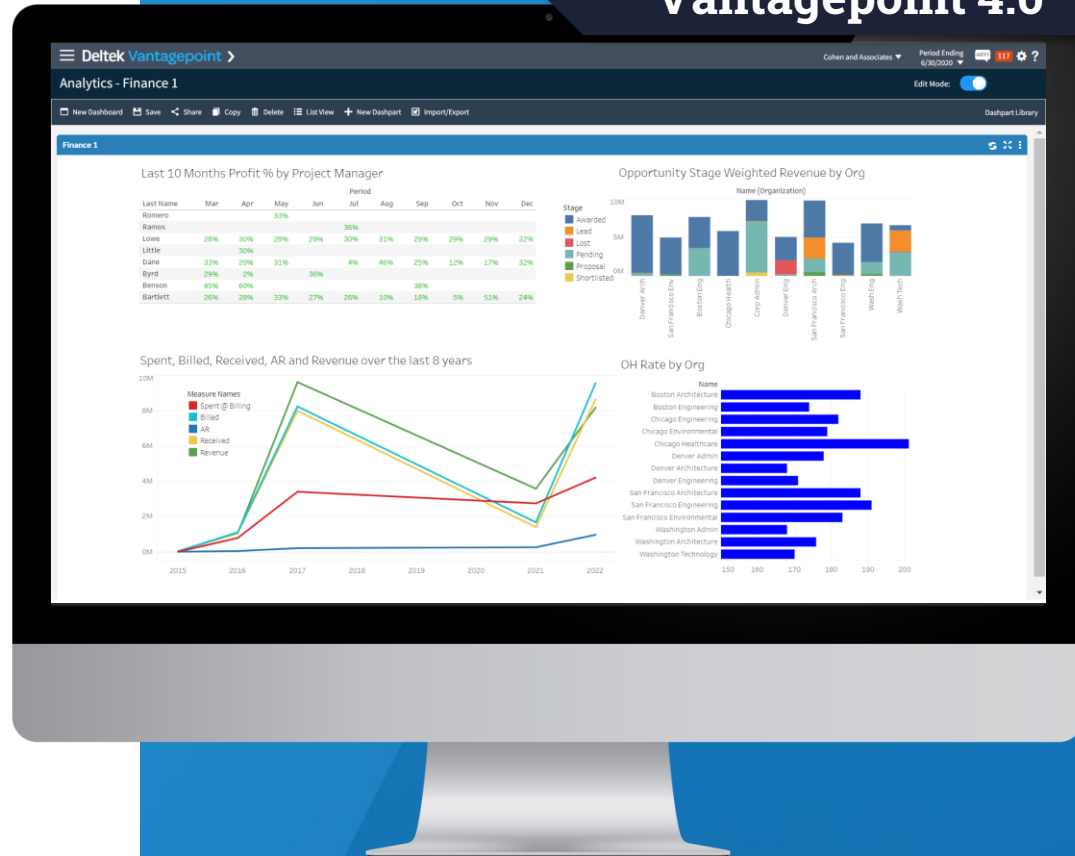 Vantagepoint 4.0
Deltek Vantagepoint
Cohen and Associates
Period Ending
6/30/2020
117
?
Analytics - Finance 1
Edit Mode:
New Dashboard Save Share Copy Delete List View New Dashpart Import/Export
Dashpart Library
Finance 1
Last 10 Months Profit % by Project Manager
Period
Last Name Mar Apr May Jun Jul Aug Sep Oct Nov Dec
Romero 33%
Ramos 36%
Lowe 28% 30% 29% 29% 30% 31% 29% 29% 29% 32%
Little 30%
Dane 33% 20% 31% 4% 46% 25% 12% 17% 32%
Byrd 29% 2% 36%
Benson 45% 60% 38%
Bartlett 26% 28% 33% 27% 26% 10% 18% 5% 51% 24%
Opportunity Stage Weighted Revenue by Org
Name (Organization)
Stage
Awarded
Lead
Lost
Pending
Proposal
Shortlisted
10M
5M
0M
Denver Arch
San Frandisco Env
Boston Eng
Chicago Health
Corp Admin
Denver Eng
San Francisco Arch
San Francisco Eng
Wash Eng
Wash Tech
Spent, Billed, Received, AR and Revenue over the last 8 years
Measure Names
Spent @ Billing
Billed
AR
Received
Revenue
10M
8M
6M
4M
2M
0M
2015 2016 2017 2018 2019 2020 2021 2022
OH Rate by Org
Name
Boston Architecture
Boston Engineering
Chicago Engineering
Chicago Environmental
Chicago Healthcare
Denver Admin
Denver Architecture
Denver Engineering
San Francisco Architecture
San Francisco Engineering
San Francisco Environmental
Washington Admin
Washington Architecture
Washington Technology
150 160 170 180 190 200